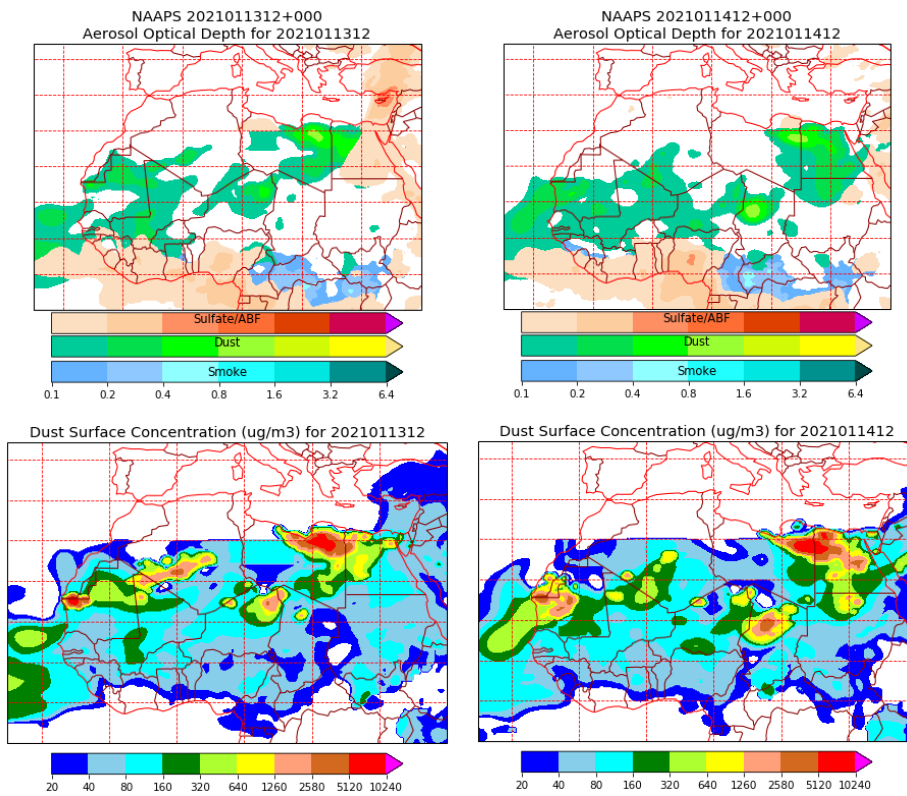 NAAPS 2021011312+000
Aerosol Optical Depth for 2021011312
Sulfate/ABF
Dust
Smoke
0.1 0.2 0.4 0.8 1.6 3.2 6.4
NAAPS 2021011412+000
Aerosol Optical Depth for 2021011412
Sulfate/ABF
Dust
Smoke
0.1 0.2 0.4 0.8 1.6 3.2 6.4
Dust Surface Concentration (ug/m3) for 2021011312
20 40 80 160 320 640 1260 2580 5120 10240
Dust Surface Concentration (ug/m3) for 2021011412
20 40 80 160 320 640 1260 2580 5120 10240